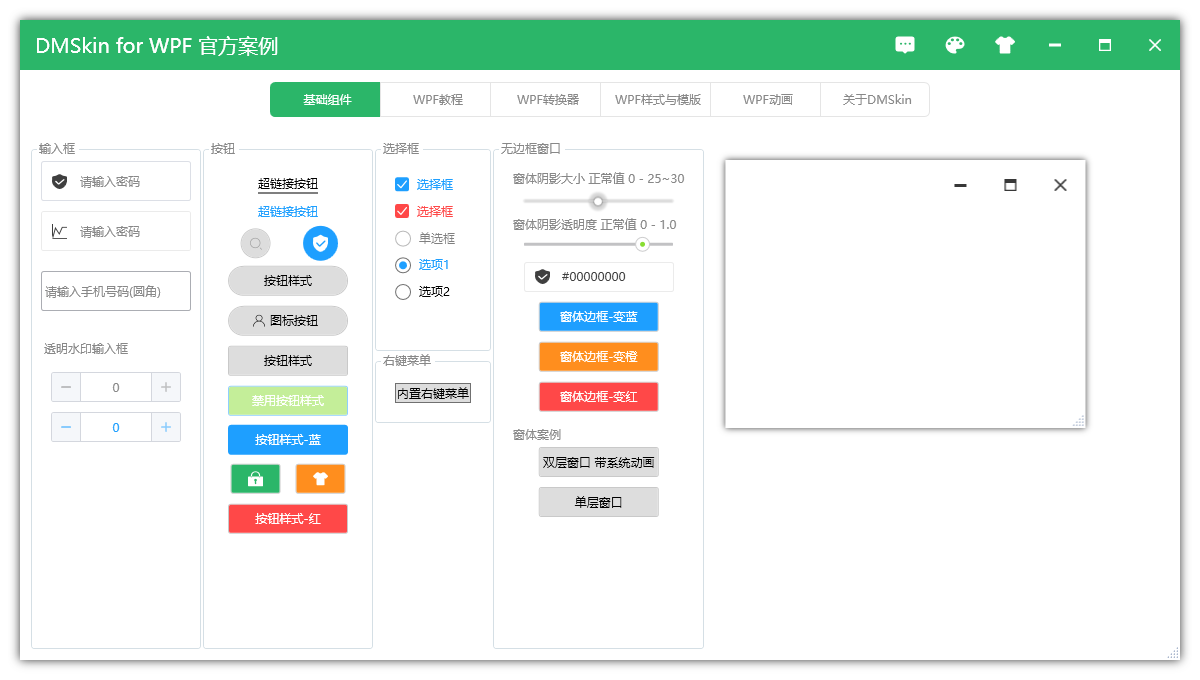 DMSkin for WPF 官方案例
基础组件
WPF教程
WPF转换器
WPF样式与模版
WPF动画
关于DMSkin
输入框
请输入密码
请输入密码
请输入手机号码(圆角)
透明水印输入框
0
0
按钮
超链接按钮
超链接按钮
按钮样式
图标按钮
按钮样式
禁用按钮样式
按钮样式-蓝
按钮样式-红
选择框
选择框
选择框
单选框
选项1
选项2
右键菜单
内置右键菜单
无边框窗口
窗体阴影大小 正常值 0 - 25~30
窗体阴影透明度 正常值 0 - 1.0
#00000000
窗体边框-变蓝
窗体边框-变橙
窗体边框-变红
窗体案例
双层窗口 带系统动画
单层窗口